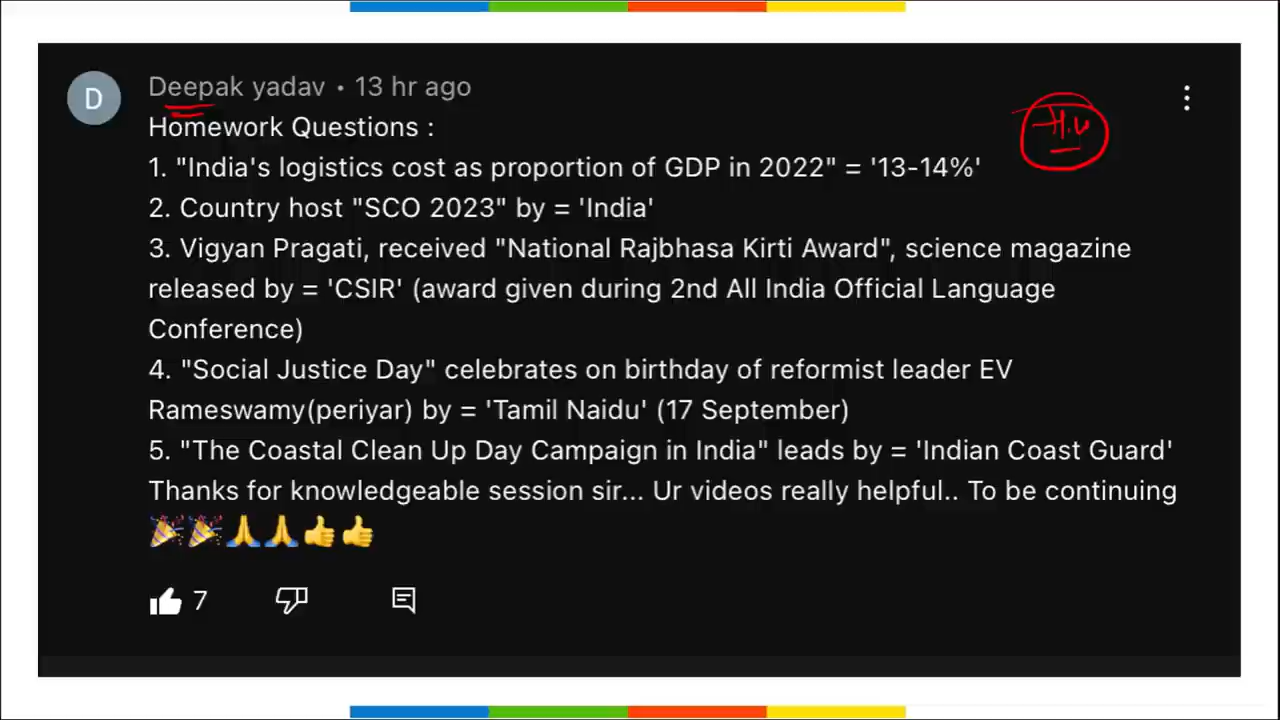 D
Deepak yadav • 13 hr ago
Homework Questions :
H.W
1. "India's logistics cost as proportion of GDP in 2022" = '13-14%'
2. Country host "SCO 2023" by = 'India'
3. Vigyan Pragati, received "National Rajbhasa Kirti Award", science magazine
released by = 'CSIR' (award given during 2nd All India Official Language
Conference)
4. "Social Justice Day" celebrates on birthday of reformist leader EV
Rameswamy(periyar) by = 'Tamil Naidu' (17 September)
5. "The Coastal Clean Up Day Campaign in India" leads by = 'Indian Coast Guard'
Thanks for knowledgeable session sir... Ur videos really helpful.. To be continuing
🎉🎉🙏🙏👍👍
7